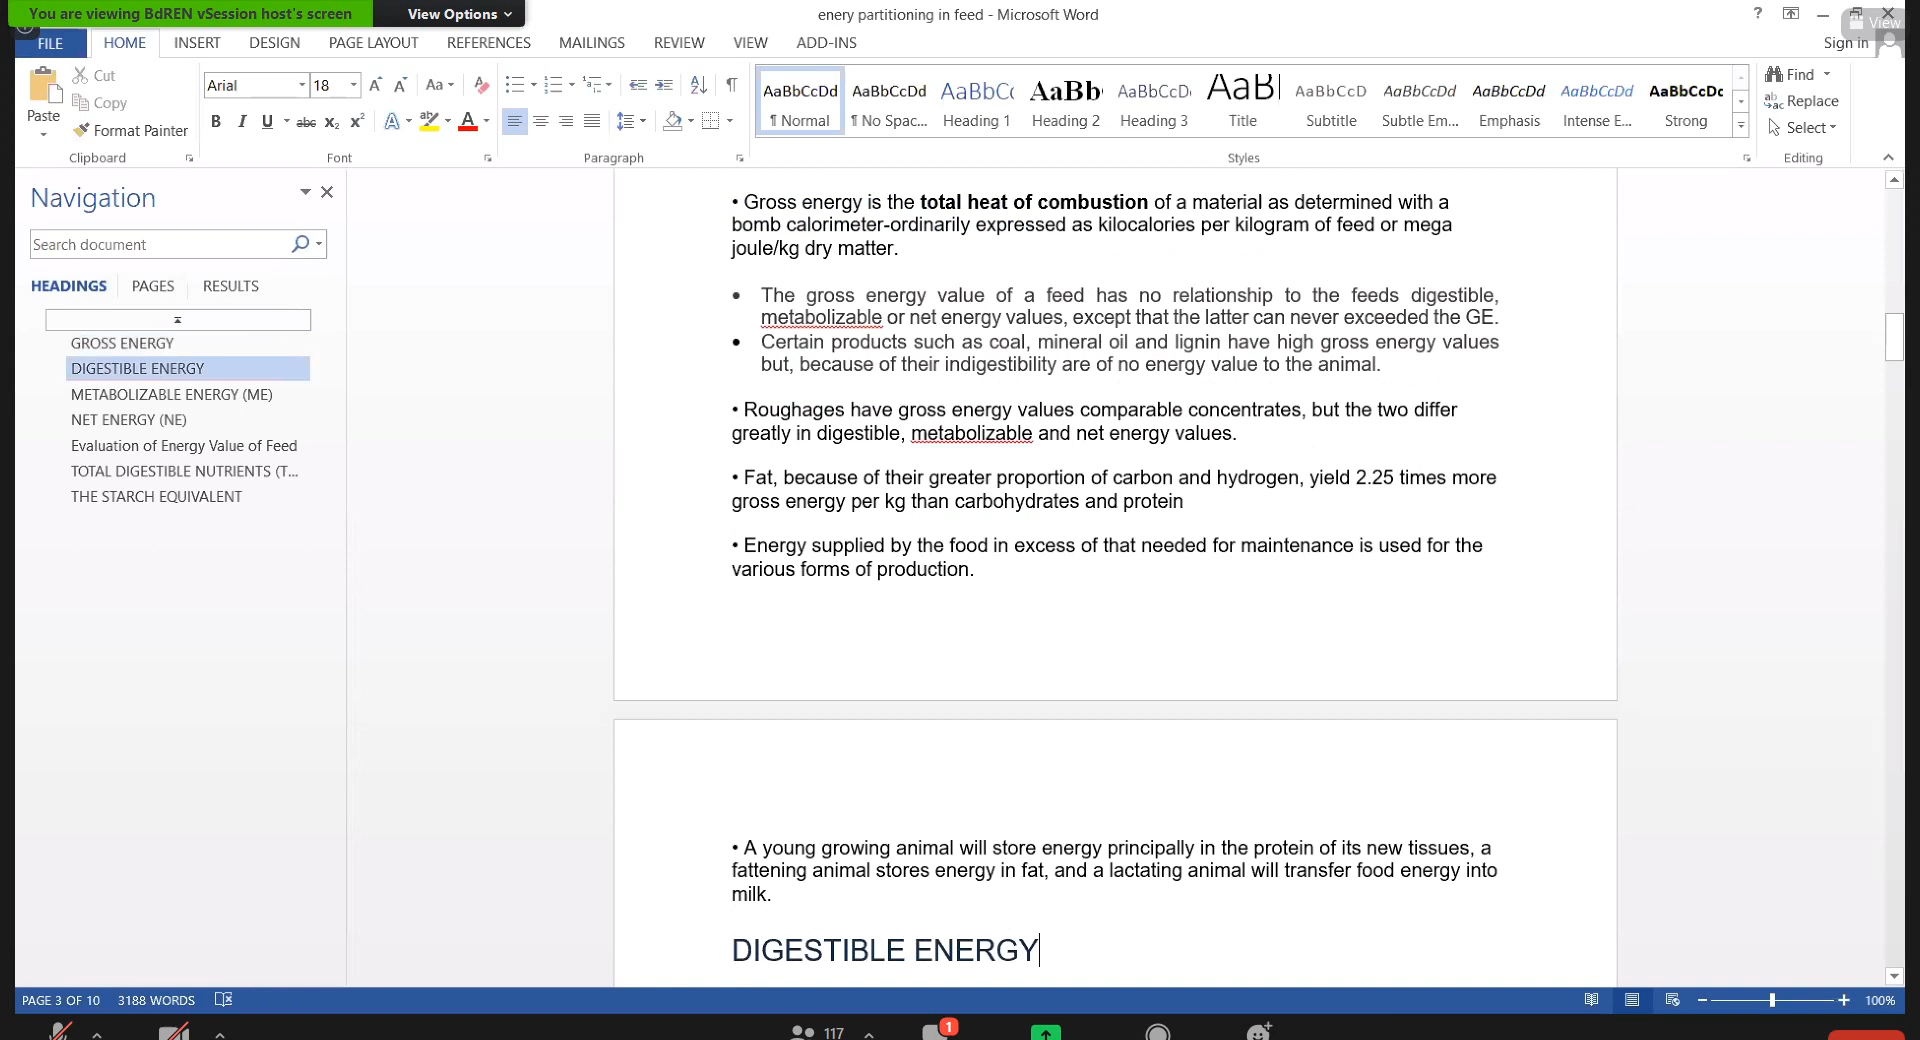 You are viewing BdREN vSession host's screen
View Options
enery partitioning in feed - Microsoft Word
?
View
FILE
HOME
INSERT
DESIGN
PAGE LAYOUT
REFERENCES
MAILINGS
REVIEW
VIEW
ADD-INS
Sign in
Paste
Cut
Copy
Format Painter
Clipboard
Arial
18
Aa
B I U abc x₂ x²
A
A
Font
Paragraph
AaBbCcDd
¶ Normal
AaBbCcDd
¶ No Spac...
AaBbCc
Heading 1
AaBb
Heading 2
AaBbCcD
Heading 3
AaB
Title
AaBbCcD
Subtitle
AaBbCcDd
Subtle Em...
AaBbCcDd
Emphasis
AaBbCcDd
Intense E...
AaBbCcDc
Strong
Styles
Find
Replace
Select
Editing
Navigation
Search document
HEADINGS
PAGES
RESULTS
GROSS ENERGY
DIGESTIBLE ENERGY
METABOLIZABLE ENERGY (ME)
NET ENERGY (NE)
Evaluation of Energy Value of Feed
TOTAL DIGESTIBLE NUTRIENTS (T...
THE STARCH EQUIVALENT
• Gross energy is the total heat of combustion of a material as determined with a
bomb calorimeter-ordinarily expressed as kilocalories per kilogram of feed or mega
joule/kg dry matter.
• The gross energy value of a feed has no relationship to the feeds digestible,
metabolizable or net energy values, except that the latter can never exceeded the GE.
• Certain products such as coal, mineral oil and lignin have high gross energy values
but, because of their indigestibility are of no energy value to the animal.
• Roughages have gross energy values comparable concentrates, but the two differ
greatly in digestible, metabolizable and net energy values.
• Fat, because of their greater proportion of carbon and hydrogen, yield 2.25 times more
gross energy per kg than carbohydrates and protein
• Energy supplied by the food in excess of that needed for maintenance is used for the
various forms of production.
• A young growing animal will store energy principally in the protein of its new tissues, a
fattening animal stores energy in fat, and a lactating animal will transfer food energy into
milk.
DIGESTIBLE ENERGY
PAGE 3 OF 10
3188 WORDS
100%
117
1